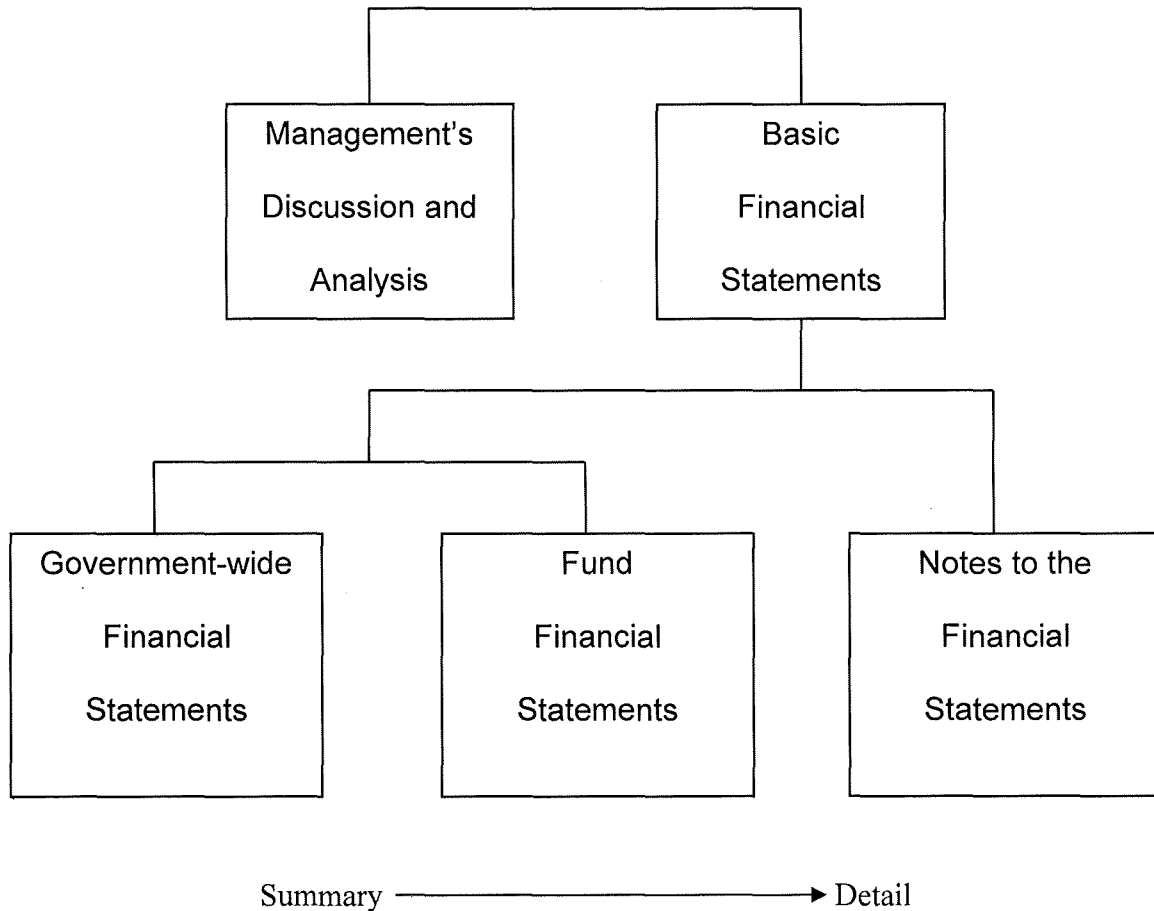 Management's
Discussion and
Analysis
Basic
Financial
Statements
Government-wide
Financial
Statements
Fund
Financial
Statements
Notes to the
Financial
Statements
Summary Detail